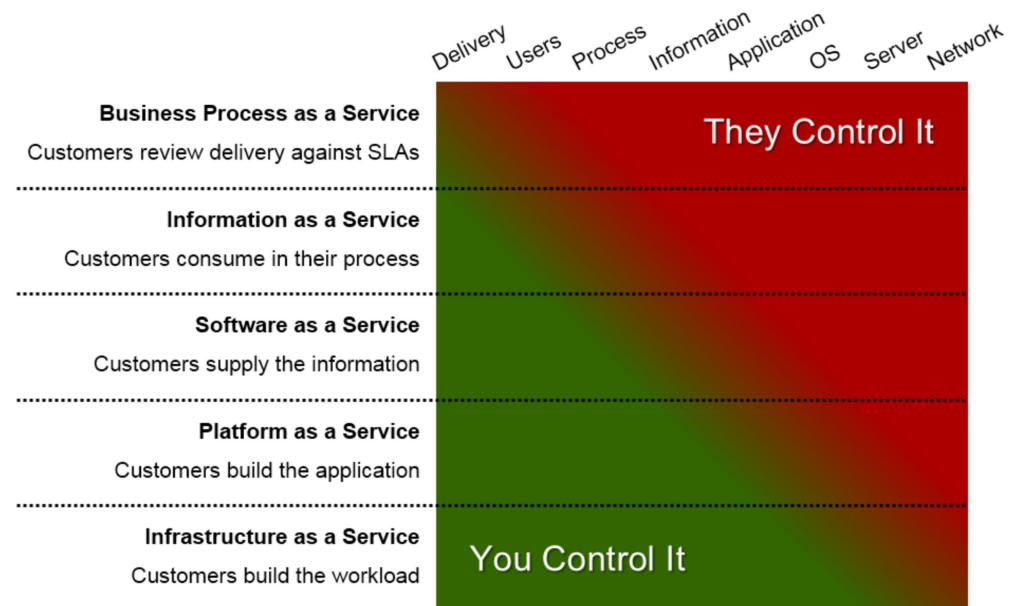 Delivery
Users
Process
Information
Application
OS
Server
Network
Business Process as a Service
Customers review delivery against SLAs
They Control It
Information as a Service
Customers consume in their process
Software as a Service
Customers supply the information
Platform as a Service
Customers build the application
Infrastructure as a Service
Customers build the workload
You Control It